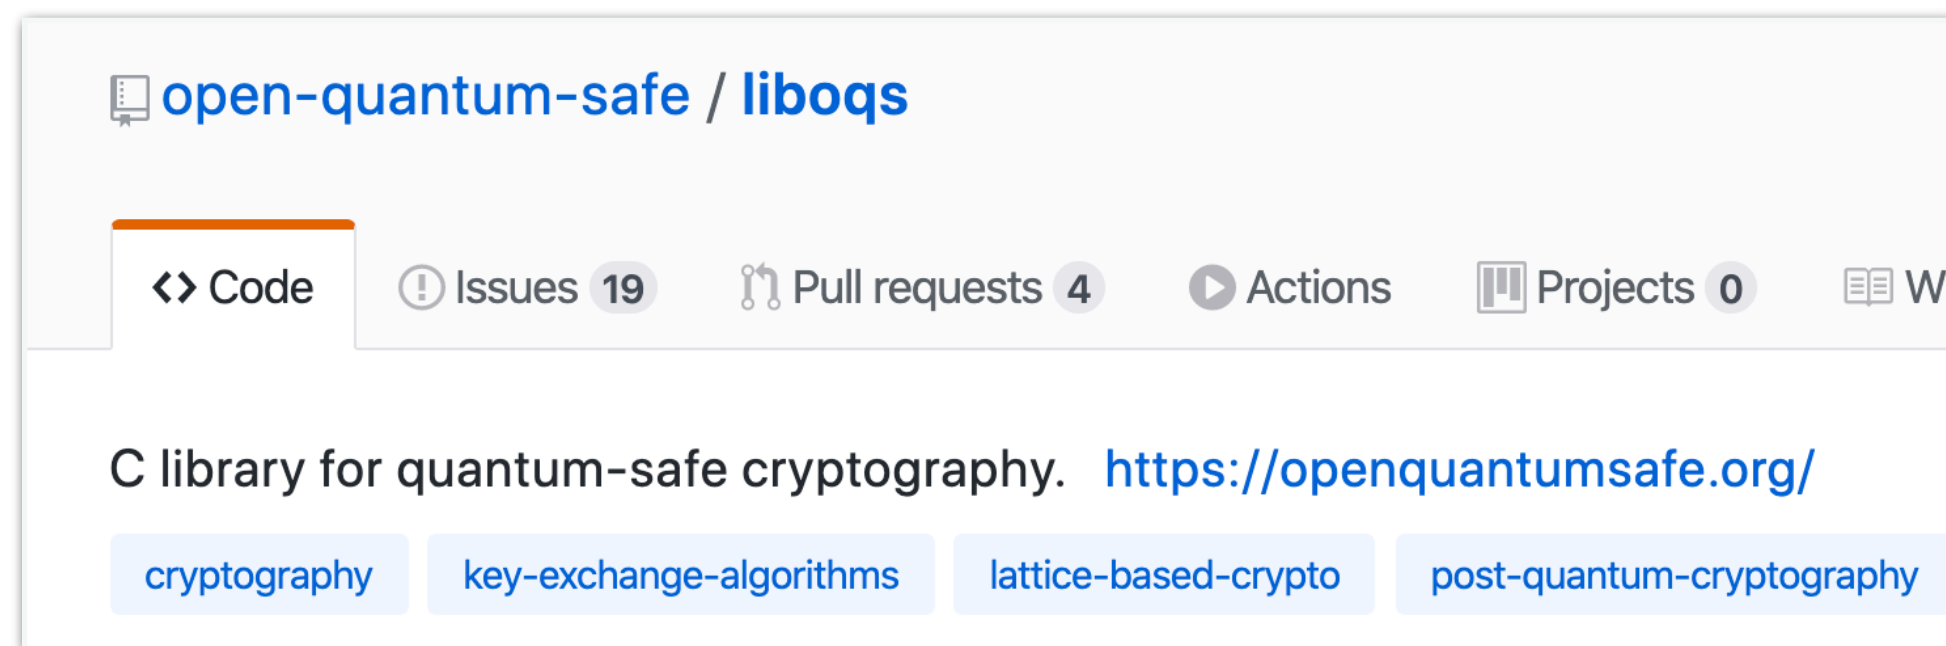 open-quantum-safe / liboqs
Code Issues 19 Pull requests 4 Actions Projects 0
C library for quantum-safe cryptography. https://openquantumsafe.org/
cryptography key-exchange-algorithms lattice-based-crypto post-quantum-cryptography